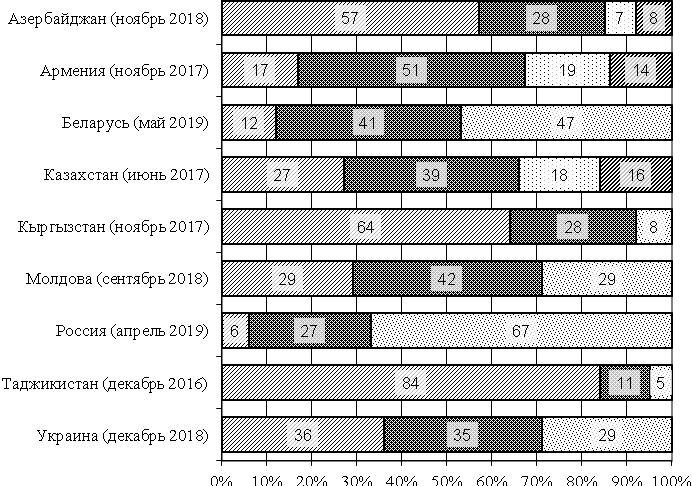 Азербайджан (ноябрь 2018) 57 28 7 8
Армения (ноябрь 2017) 17 51 19 14
Беларусь (май 2019) 12 41 47
Казахстан (июнь 2017) 27 39 18 16
Кыргызстан (ноябрь 2017) 64 28 8
Молдова (сентябрь 2018) 29 42 29
Россия (апрель 2019) 6 27 67
Таджикистан (декабрь 2016) 84 11 5
Украина (декабрь 2018) 36 35 29
0% 10% 20% 30% 40% 50% 60% 70% 80% 90% 100%